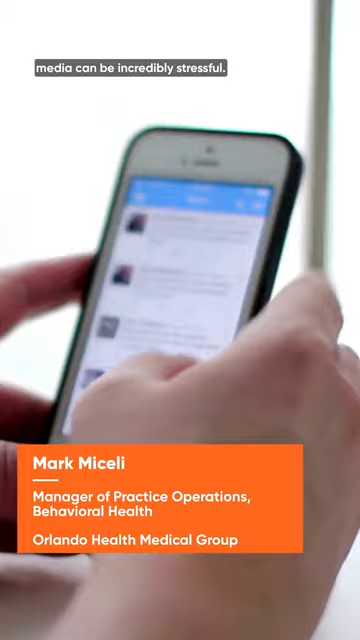 media can be incredibly stressful.
Mark Miceli
Manager of Practice Operations,
Behavioral Health
Orlando Health Medical Group